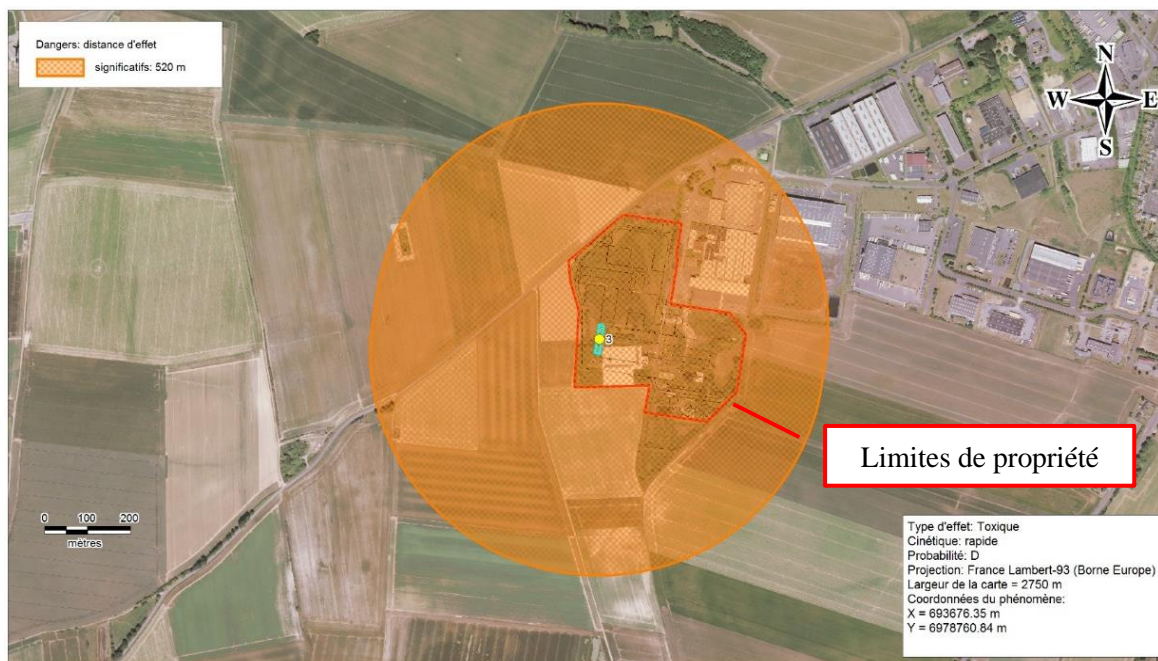 Dangers: distance d'effet
significatifs: 520 m
N
W E
S
3
Limites de propriété
0 100 200
mètres
Type d'effet: Toxique
Cinétique: rapide
Probabilité: D
Projection: France Lambert-93 (Borne Europe)
Largeur de la carte = 2750 m
Coordonnées du phénomène:
X = 693676.35 m
Y = 6978760.84 m